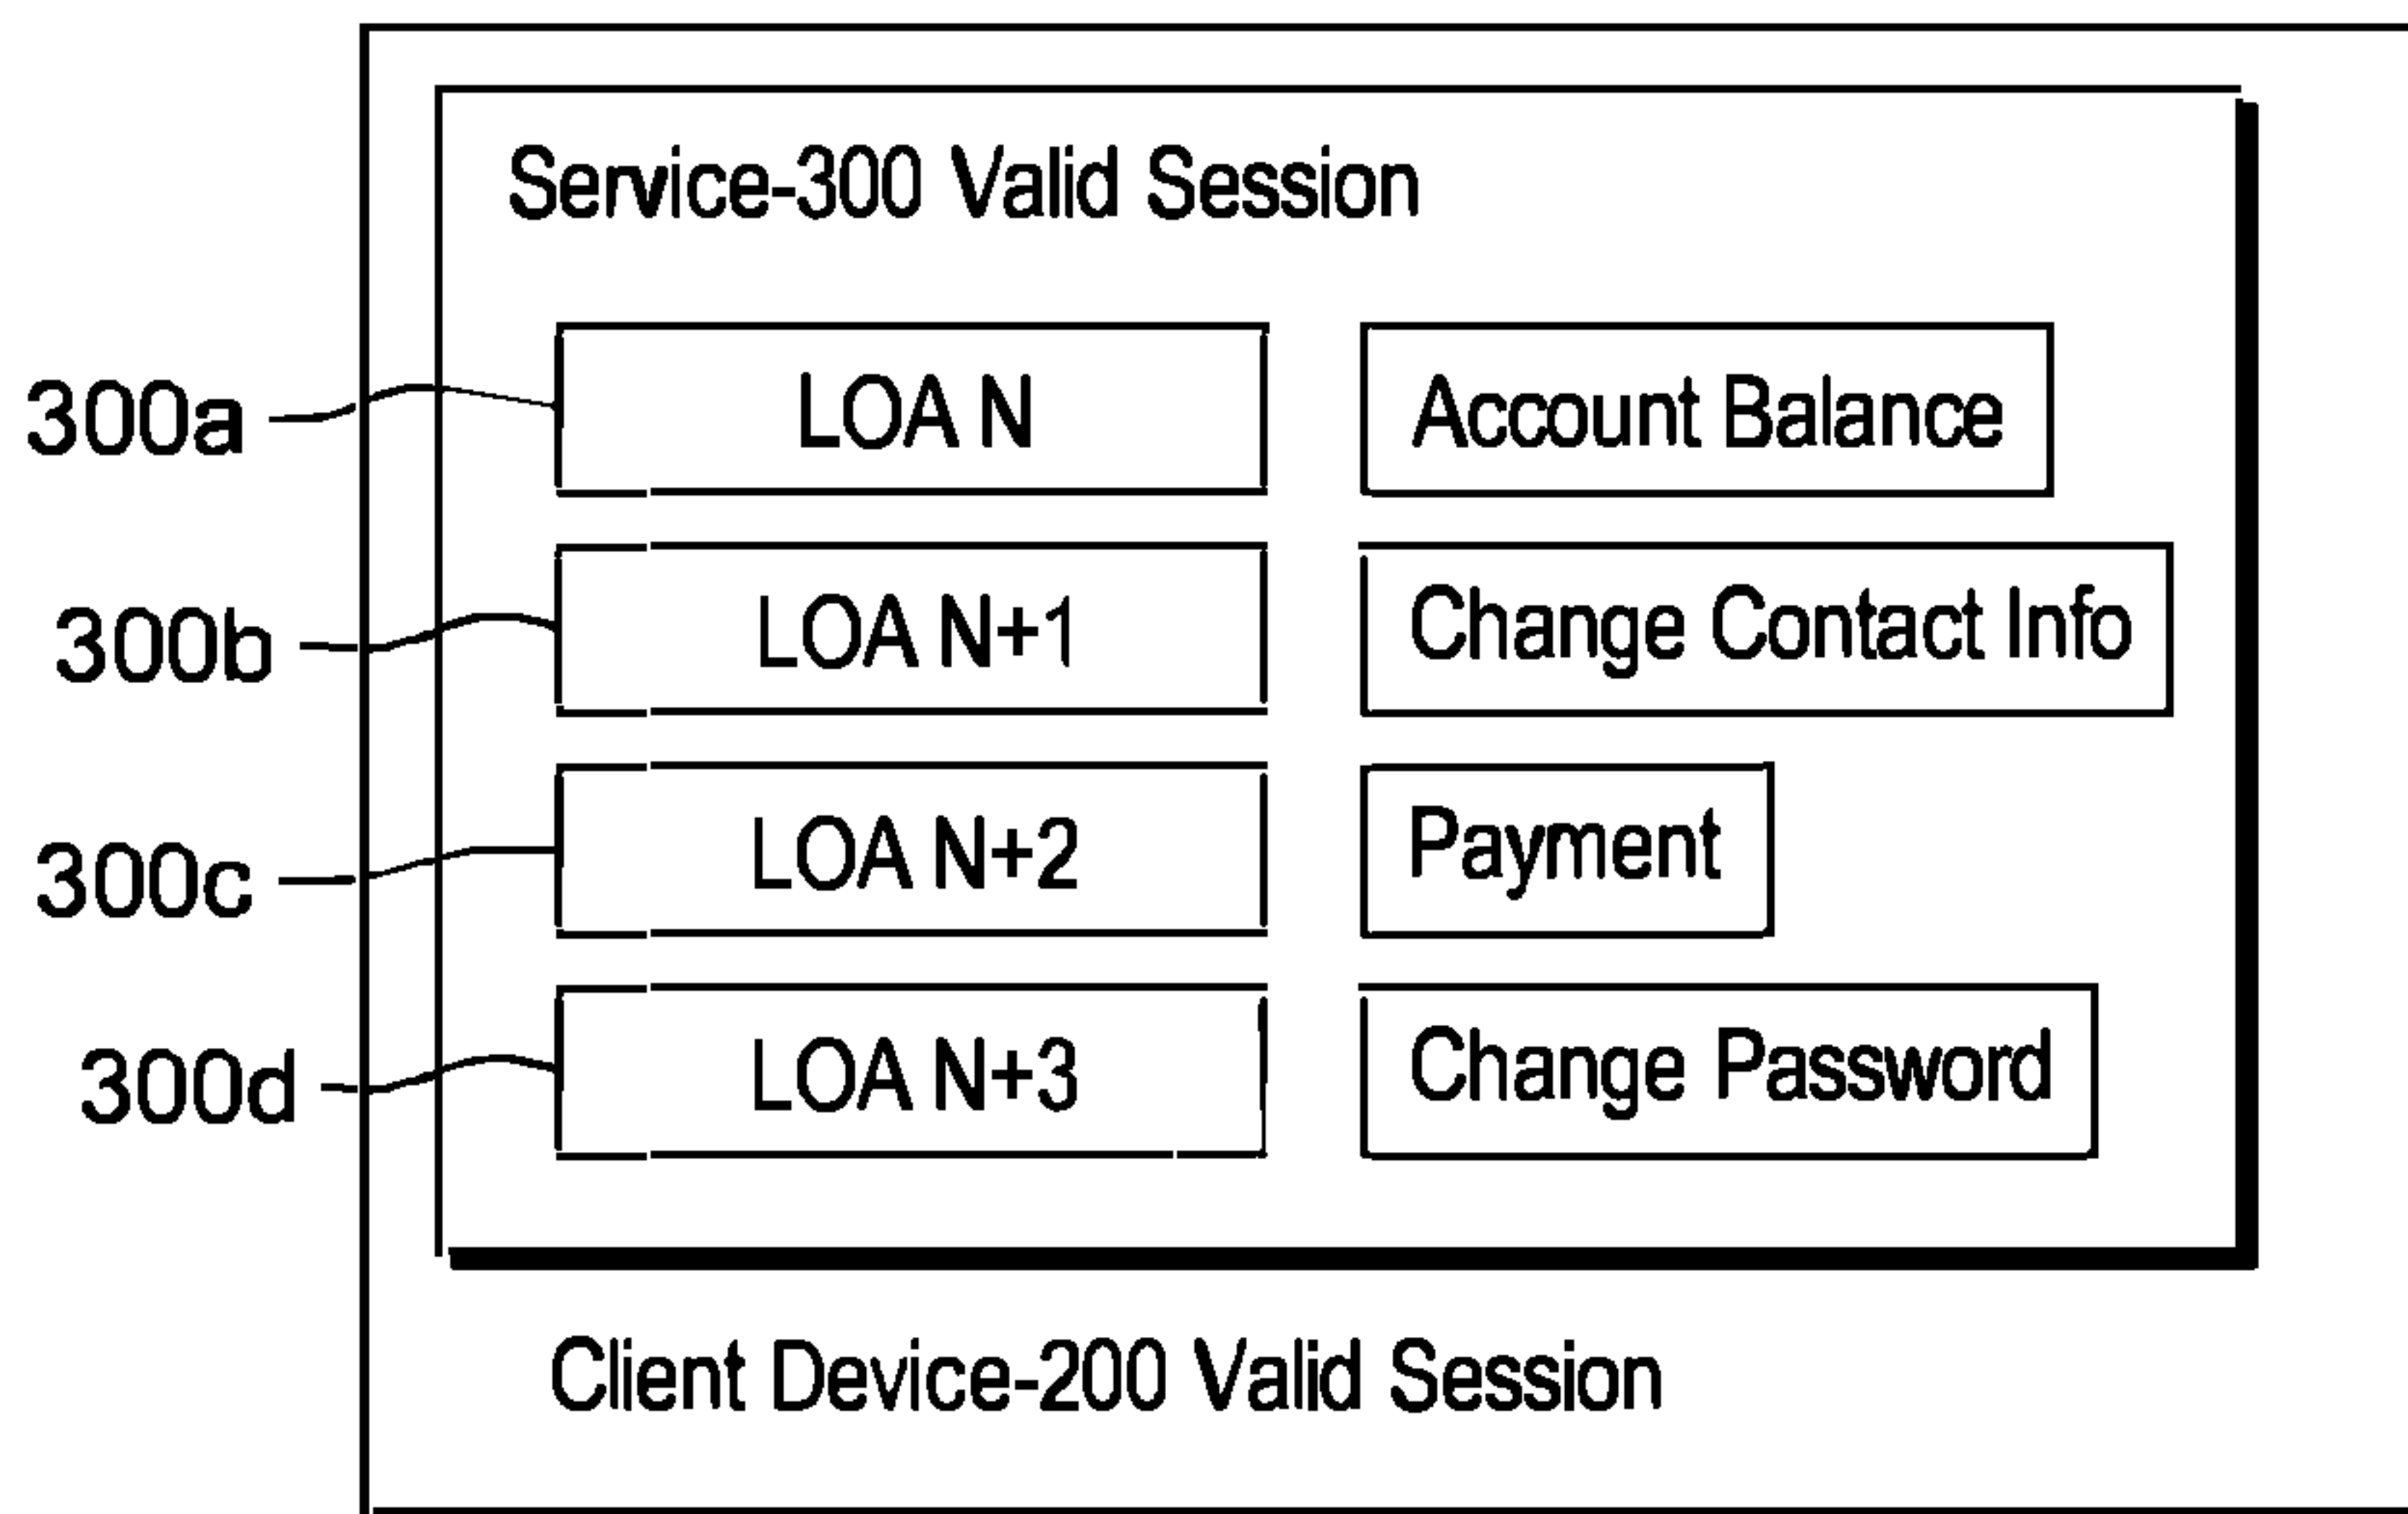 Service-300 Valid Session
300a LOA N Account Balance
300b LOA N+1 Change Contact Info
300c LOA N+2 Payment
300d LOA N+3 Change Password
Client Device-200 Valid Session